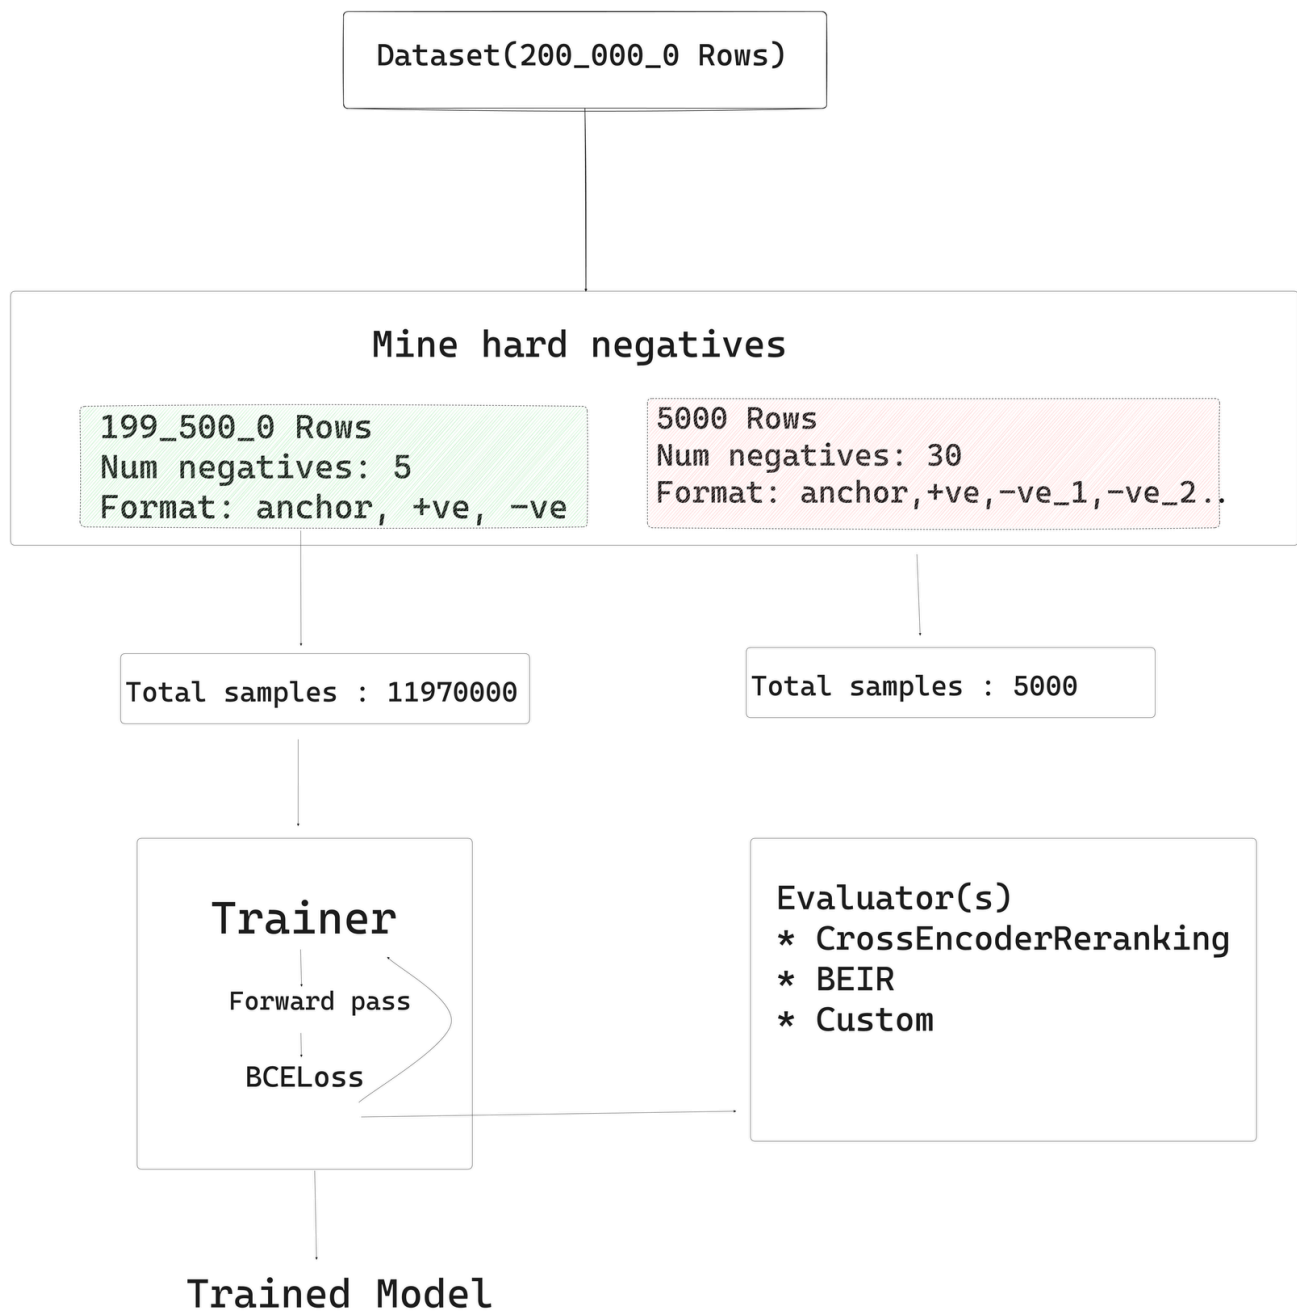 Dataset(200_000_0 Rows)
Mine hard negatives
199_500_0 Rows
Num negatives: 5
Format: anchor, +ve, -ve
5000 Rows
Num negatives: 30
Format: anchor,+ve,-ve_1,-ve_2..
Total samples : 11970000
Total samples : 5000
Trainer
Forward pass
BCELoss
Evaluator(s)
* CrossEncoderReranking
* BEIR
* Custom
Trained Model